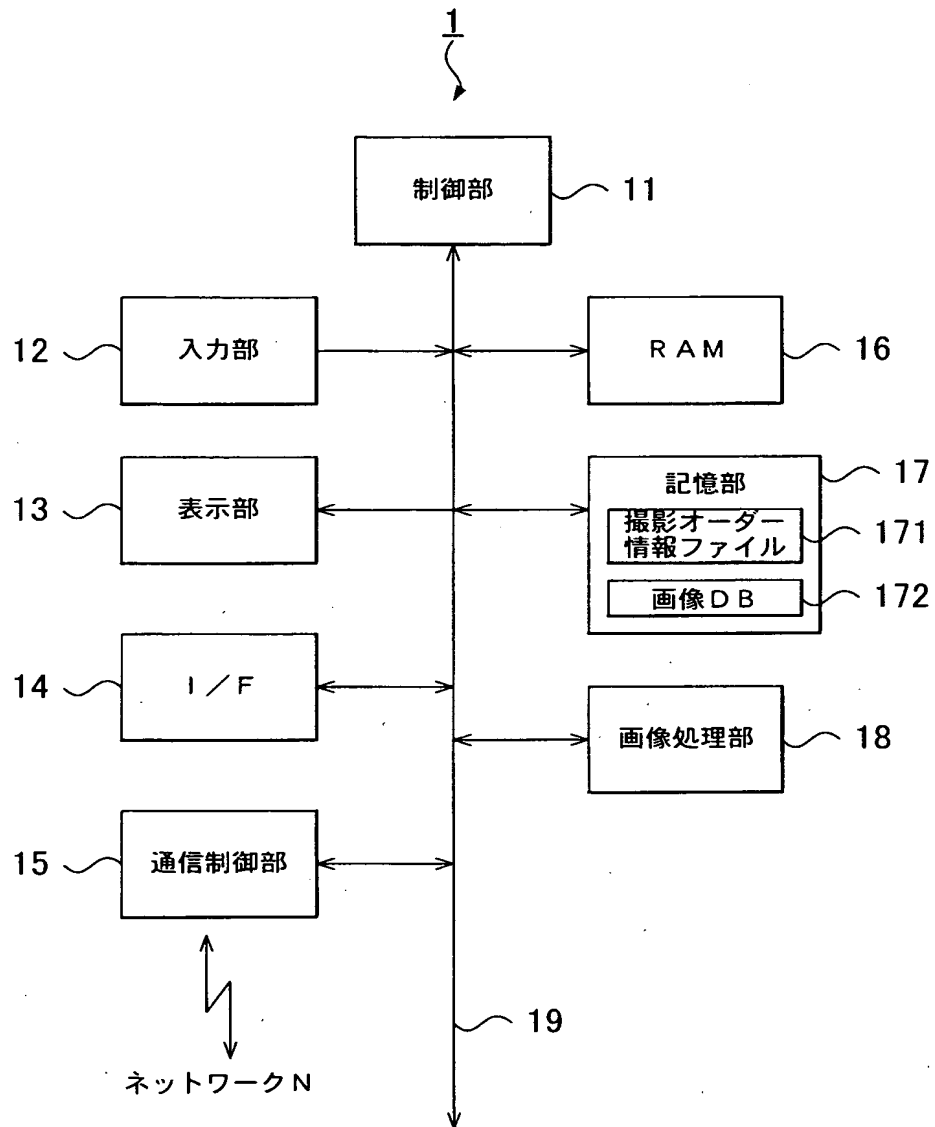 1
制御部
11
12
入力部
RAM
16
13
表示部
記憶部
17
撮影オーダー
情報ファイル
171
画像DB
172
14
I/F
画像処理部
18
15
通信制御部
19
ネットワークN